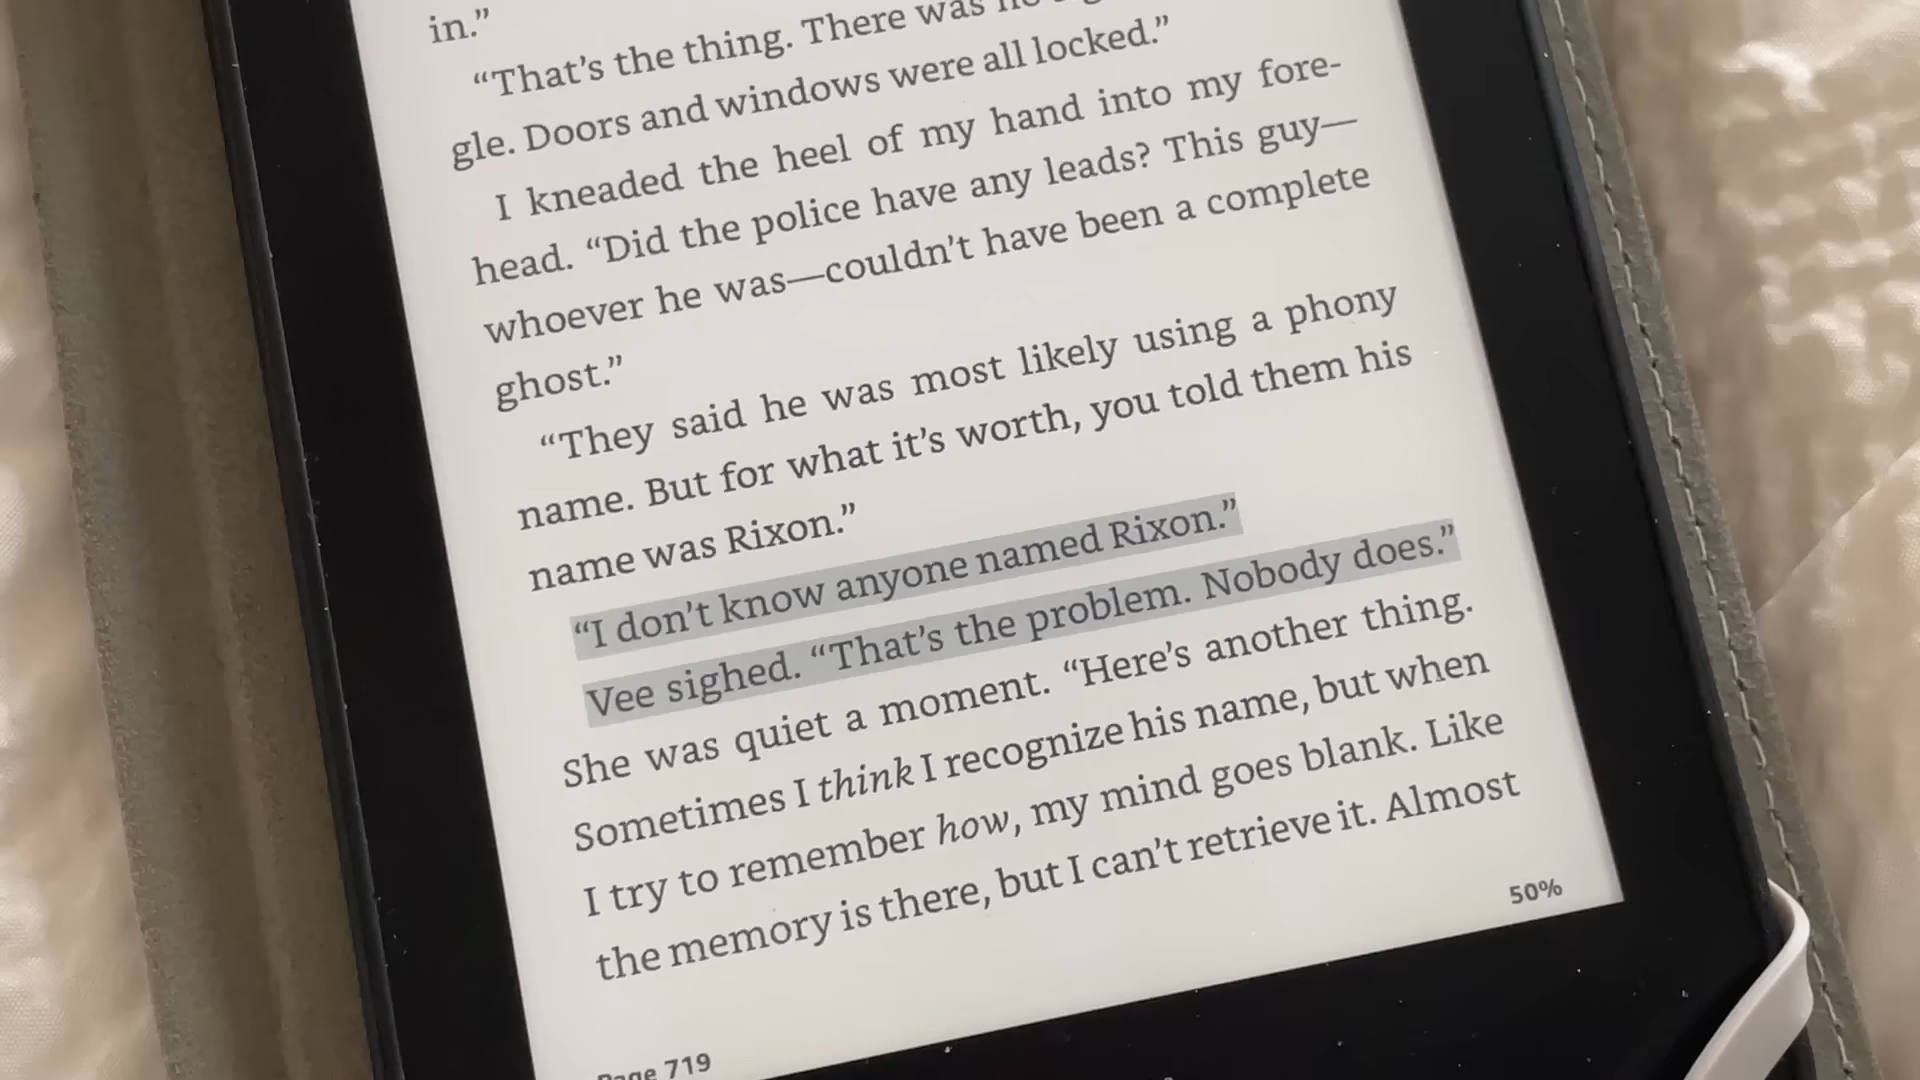 in.”
“That’s the thing. There was no
gle. Doors and windows were all locked.”
I kneaded the heel of my hand into my fore-
head. “Did the police have any leads? This guy—
whoever he was—couldn’t have been a complete
ghost.”
“They said he was most likely using a phony
name. But for what it’s worth, you told them his
name was Rixon.”
“I don’t know anyone named Rixon.”
Vee sighed. “That’s the problem. Nobody does.”
She was quiet a moment. “Here’s another thing.
Sometimes I think I recognize his name, but when
I try to remember how, my mind goes blank. Like
the memory is there, but I can’t retrieve it. Almost
50%
Page 719